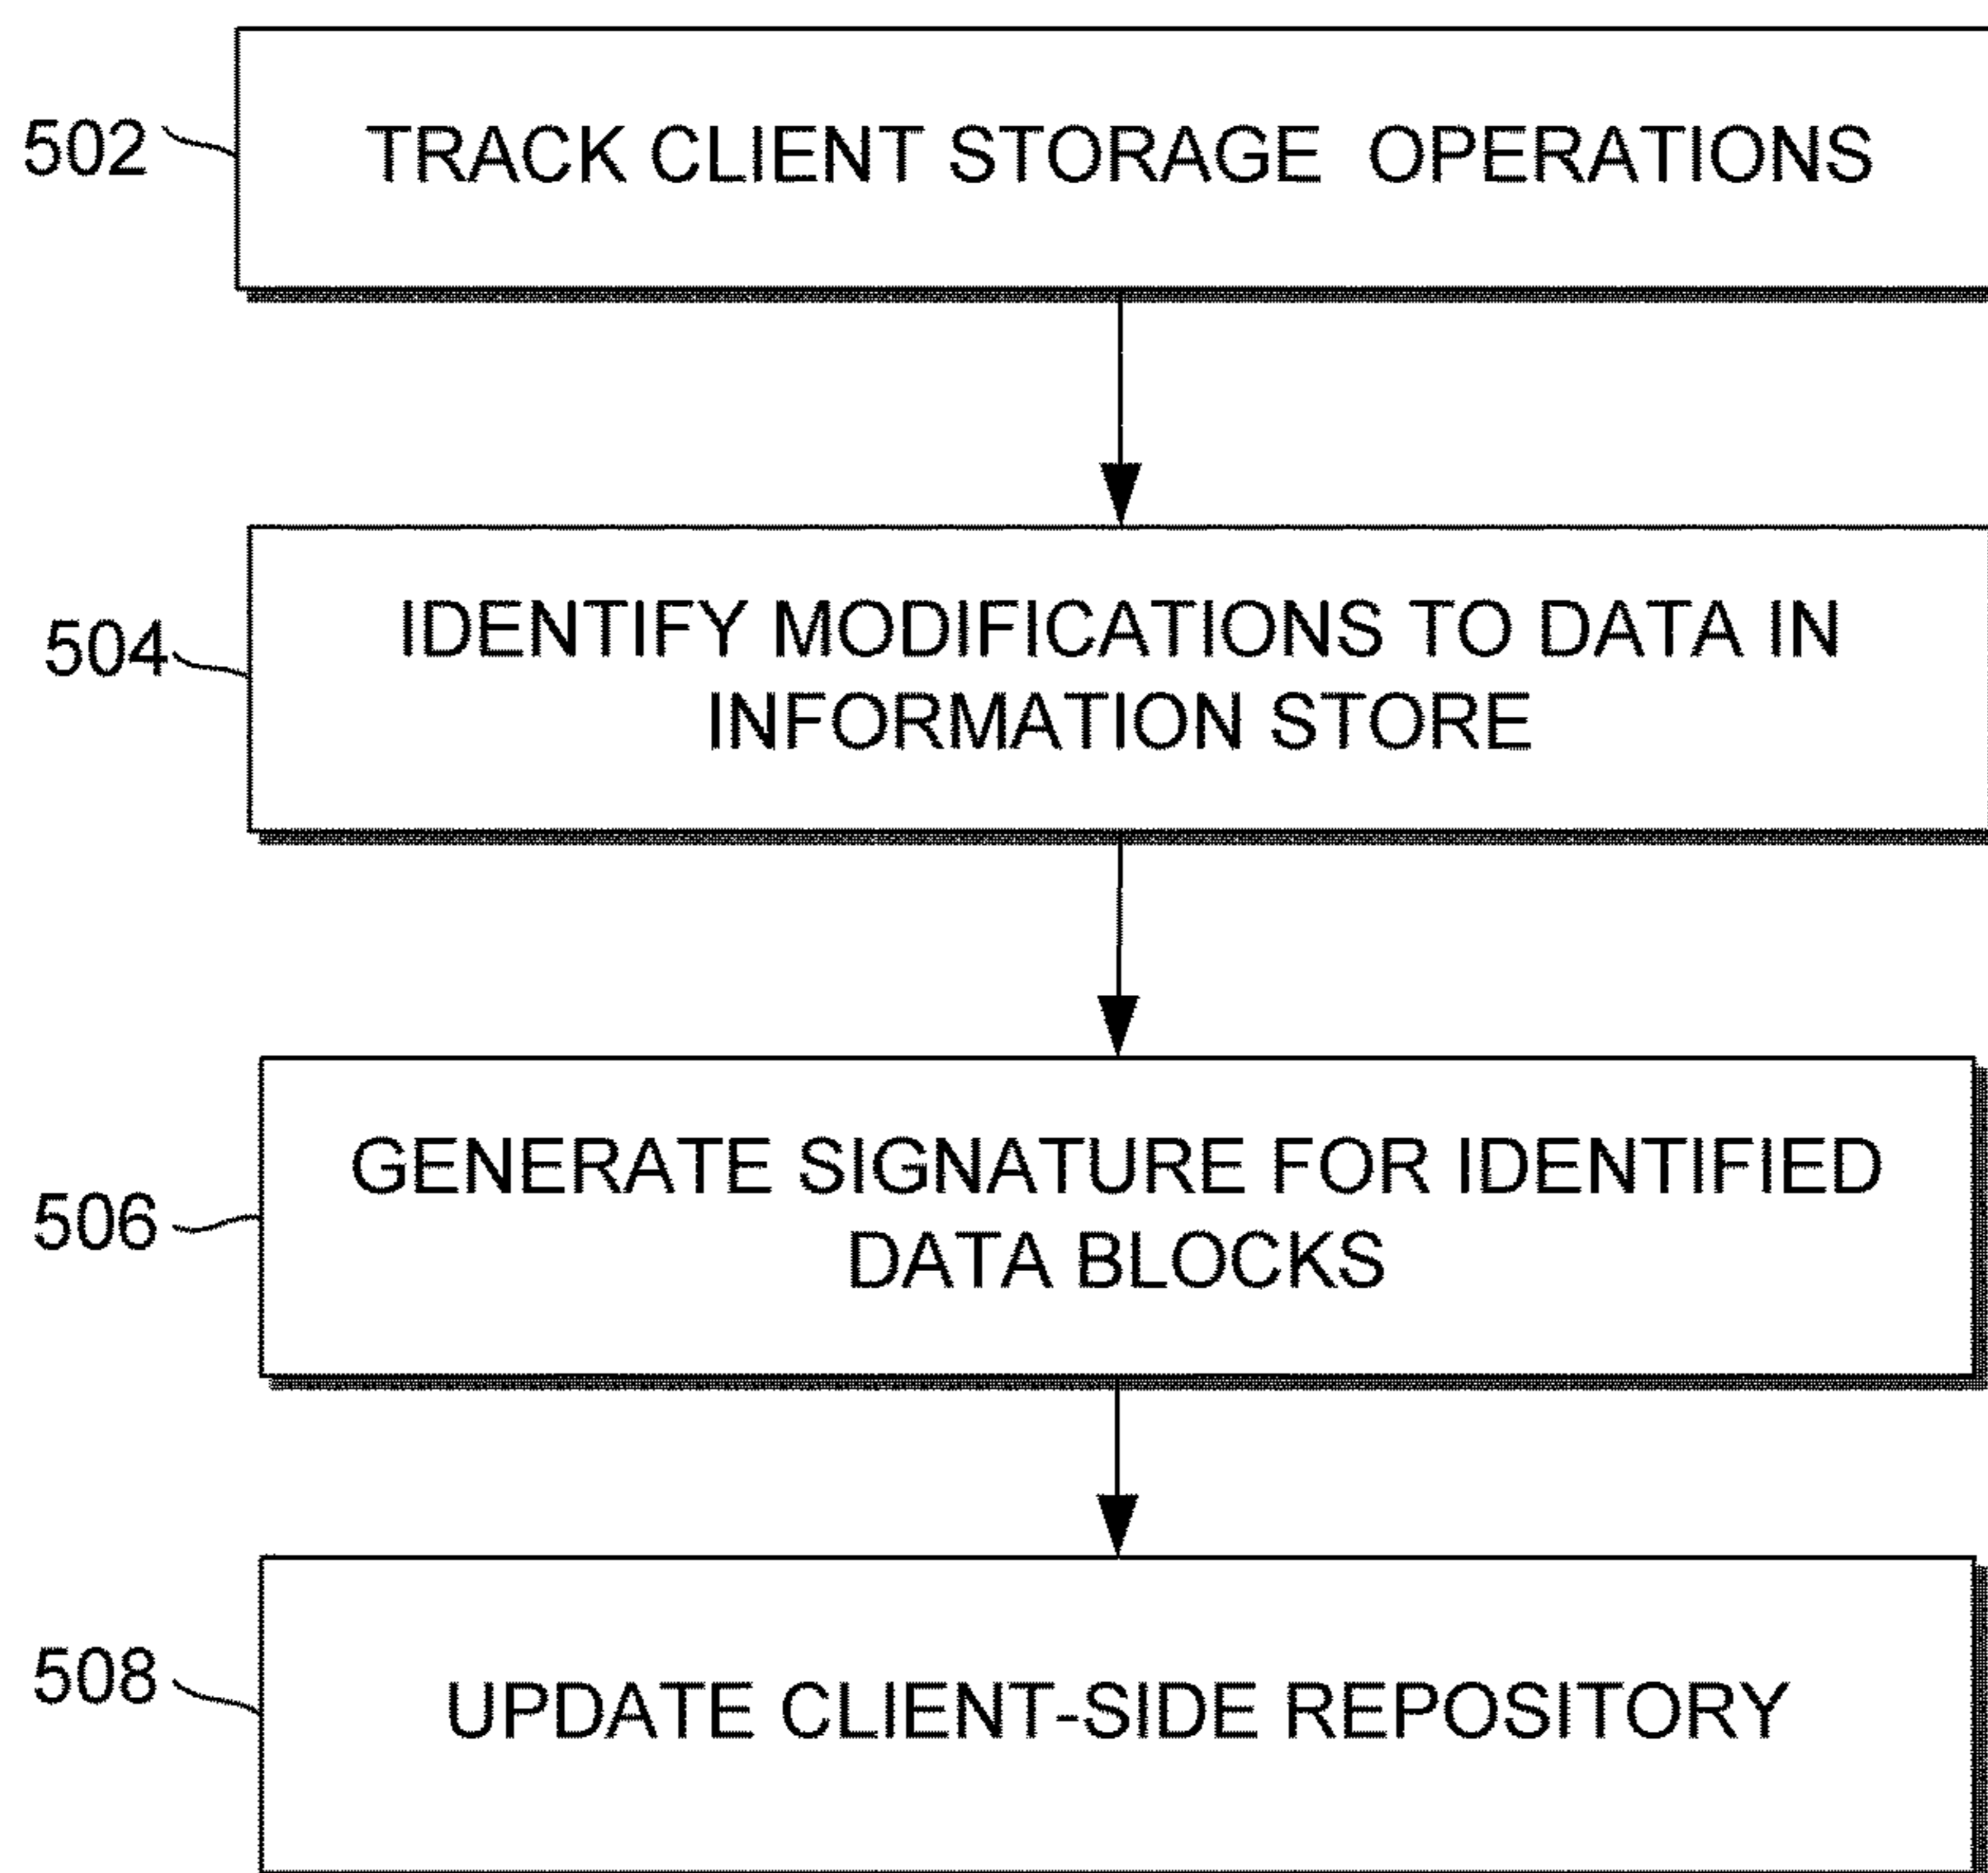 502
TRACK CLIENT STORAGE OPERATIONS
504
IDENTIFY MODIFICATIONS TO DATA IN
INFORMATION STORE
506
GENERATE SIGNATURE FOR IDENTIFIED
DATA BLOCKS
508
UPDATE CLIENT-SIDE REPOSITORY